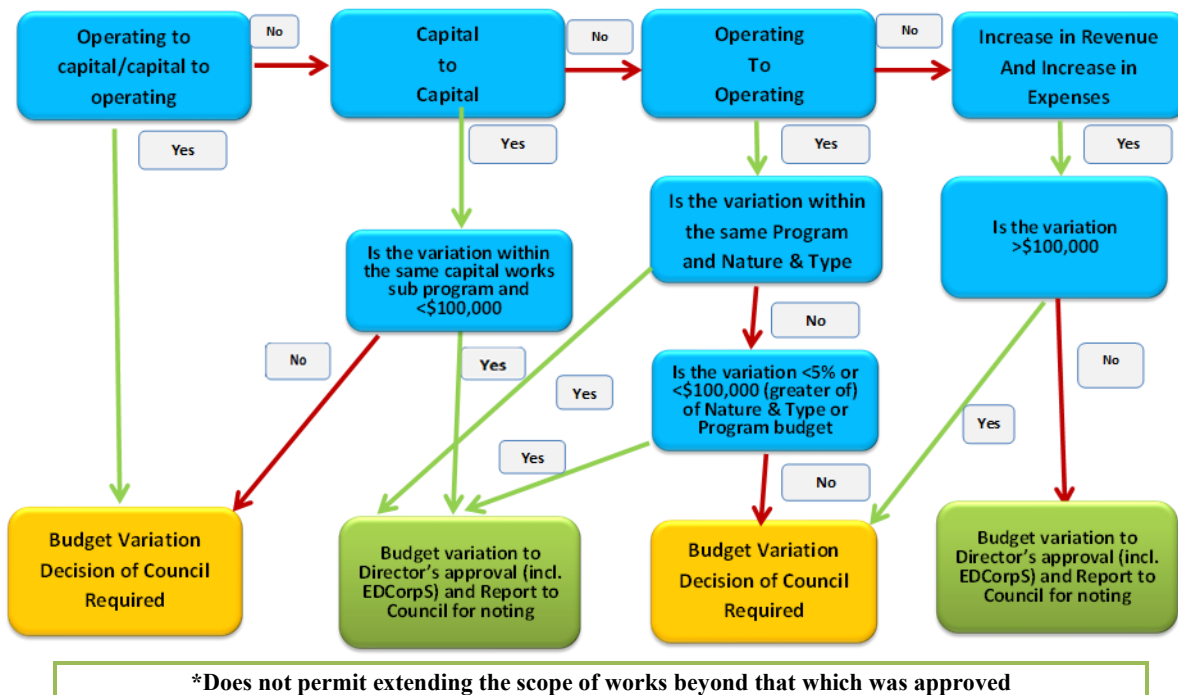 Operating to
capital/capital to
operating
No
Capital
to
Capital
No
Operating
To
Operating
No
Increase in Revenue
And Increase in
Expenses
Yes
Yes
Yes
Yes
Is the variation within
the same Program
and Nature & Type
Is the variation
>$100,000
Is the variation within
the same capital works
sub program and
<$100,000
No
No
Yes
Yes
Is the variation <5% or
<$100,000 (greater of)
of Nature & Type or
Program budget
No
Yes
Yes
No
Budget Variation
Decision of Council
Required
Budget variation to
Director's approval (incl.
EDCorpS) and Report to
Council for noting
Budget Variation
Decision of Council
Required
Budget variation to
Director's approval (incl.
EDCorpS) and Report to
Council for noting
*Does not permit extending the scope of works beyond that which was approved